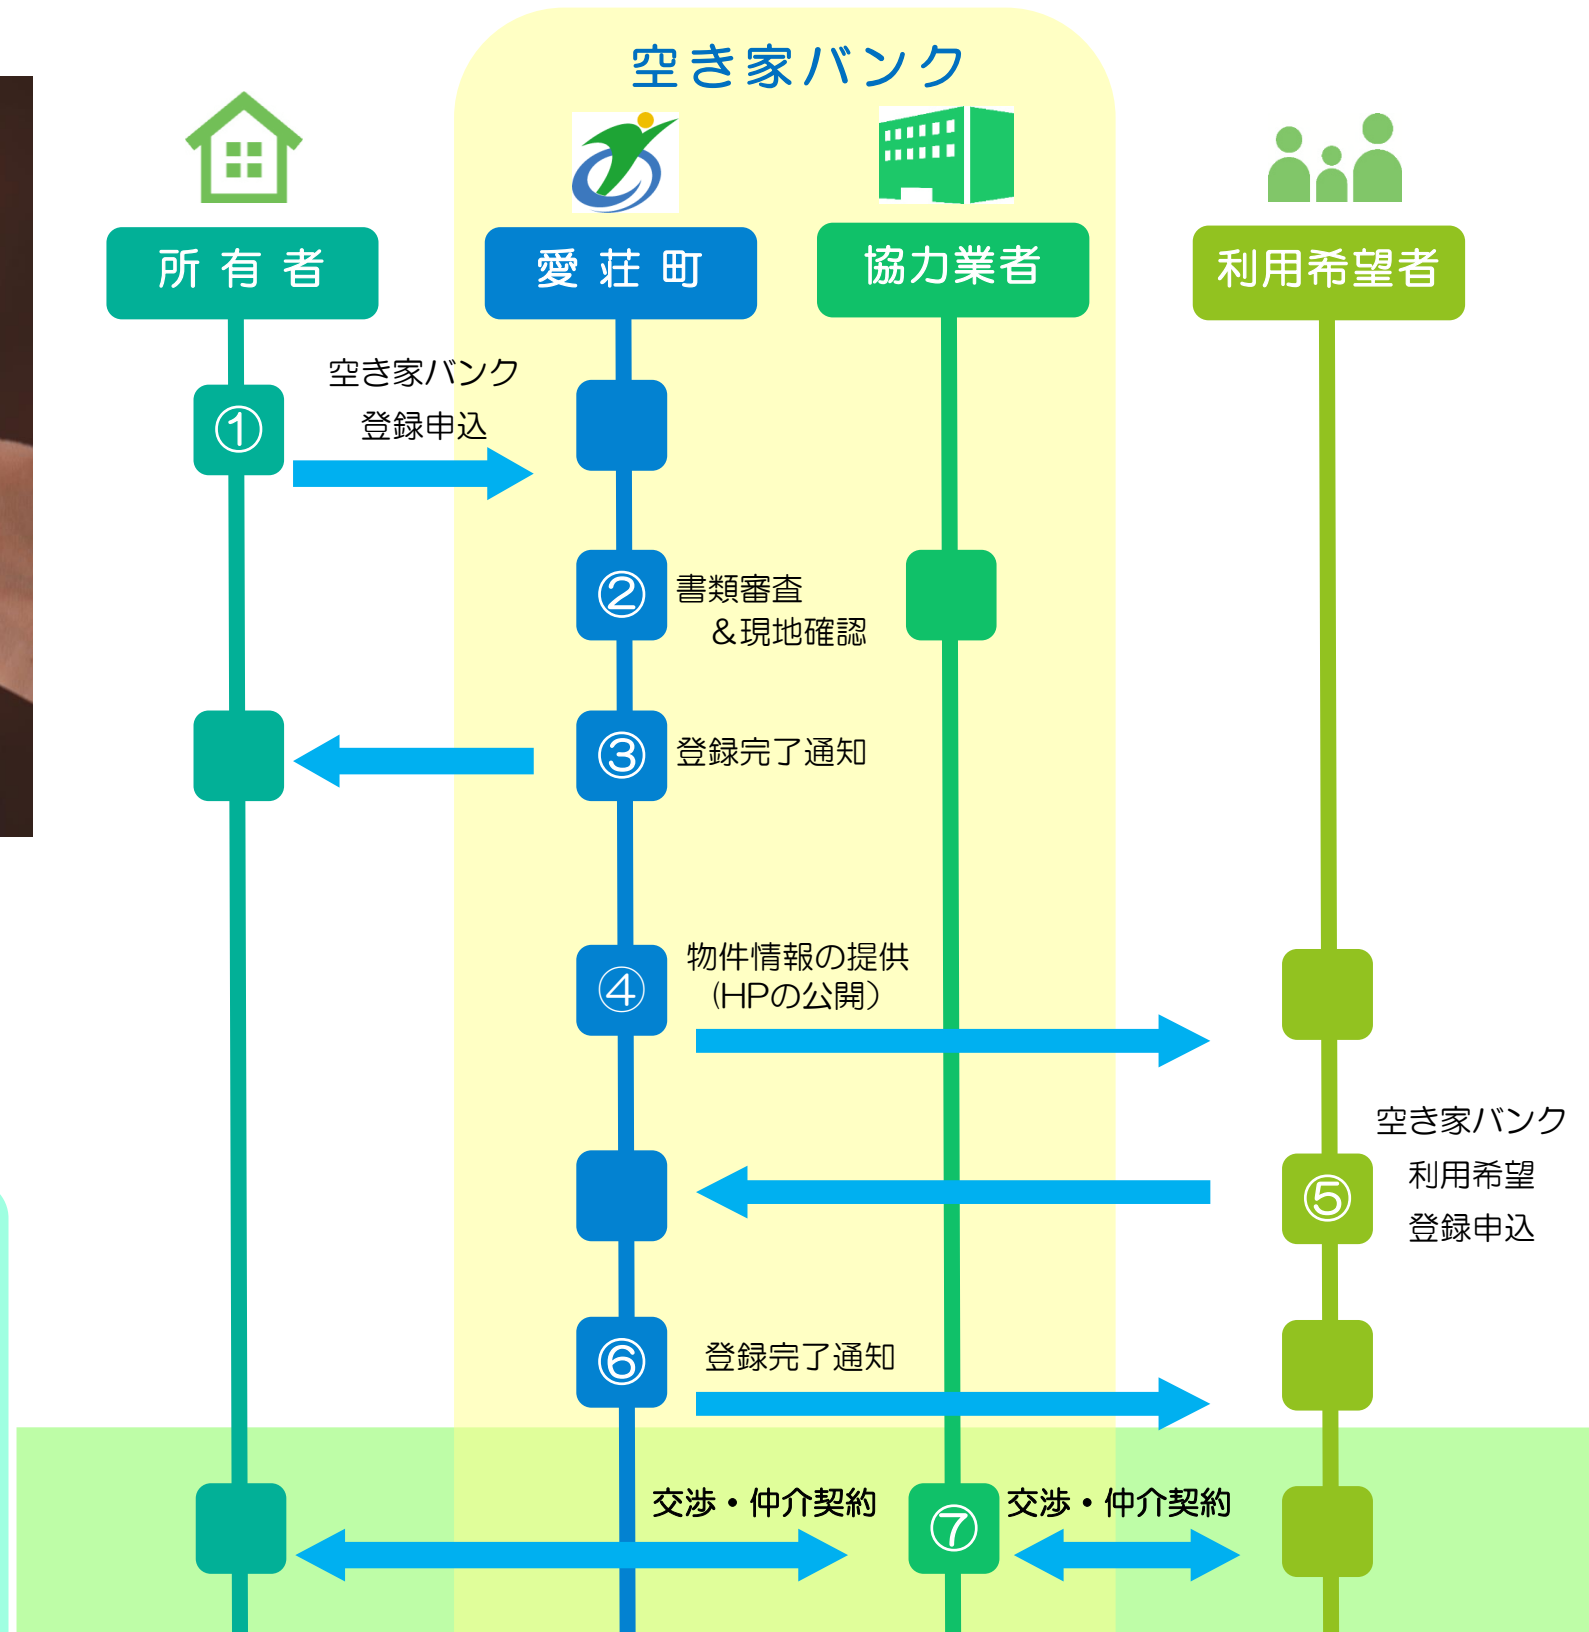 空き家バンク
所有者
愛荘町
協力業者
利用希望者
空き家バンク
登録申込
①
②
書類審査
＆現地確認
③
登録完了通知
④
物件情報の提供
(HPの公開）
空き家バンク
利用希望
登録申込
⑤
⑥
登録完了通知
交渉・仲介契約
⑦
交渉・仲介契約